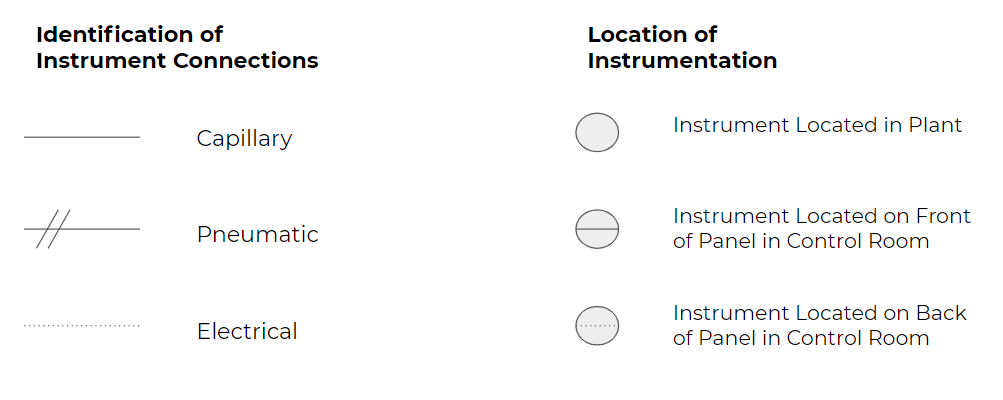 Identification of
Instrument Connections
Capillary
Pneumatic
Electrical
Location of
Instrumentation
Instrument Located in Plant
Instrument Located on Front
of Panel in Control Room
Instrument Located on Back
of Panel in Control Room